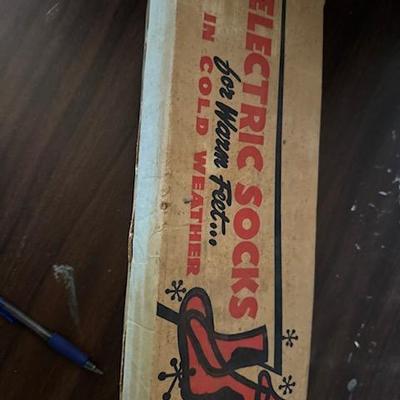 ELECTRIC SOCKS
for Warm Feet...
IN COLD WEATHER